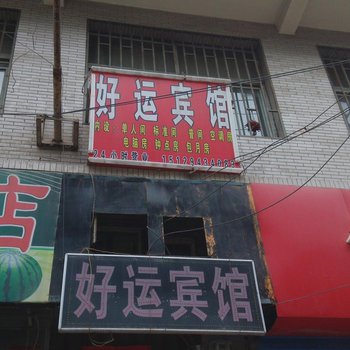 好运宾馆
内设·单人间 标准间 普间 空调房
电脑房 钟点房 包月房
24小时营业
店
好运宾馆